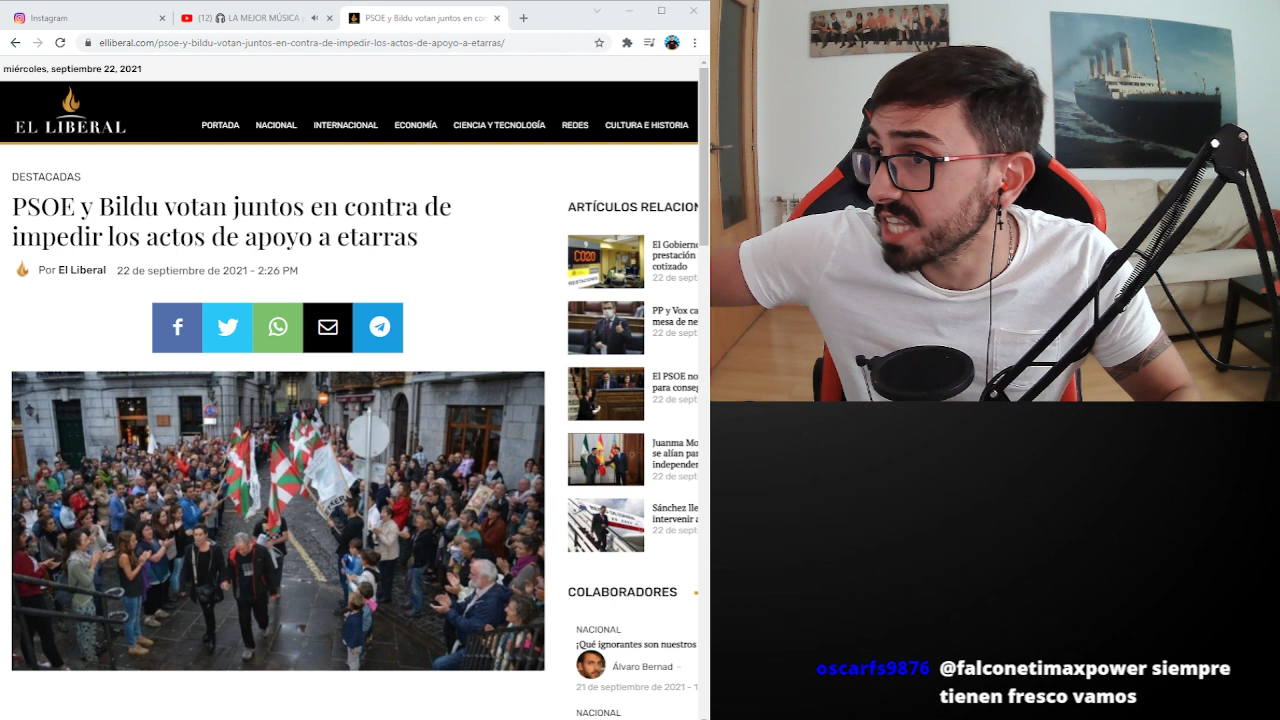 Instagram
(12) 🎧 LA MEJOR MÚSICA
PSOE y Bildu votan juntos en co
elliberal.com/psoe-y-bildu-votan-juntos-en-contra-de-impedir-los-actos-de-apoyo-a-etarras/
miércoles, septiembre 22, 2021
EL LIBERAL
PORTADA NACIONAL INTERNACIONAL ECONOMÍA CIENCIA Y TECNOLOGÍA REDES CULTURA E HISTORIA
DESTACADAS
PSOE y Bildu votan juntos en contra de
impedir los actos de apoyo a etarras
Por El Liberal 22 de septiembre de 2021 - 2:26 PM
ARTÍCULOS RELACION
El Gobierno
prestación
cotizado
22 de sept
PP y Vox ca
mesa de ne
22 de sept
El PSOE no
para conseg
22 de sept
Juanma Mo
se alían par
independen
22 de sept
Sánchez lle
intervenir a
22 de sept
COLABORADORES
NACIONAL
¡Qué ignorantes son nuestros
Álvaro Bernad –
21 de septiembre de 2021 - 1
NACIONAL
oscarfs9876 @falconetimaxpower siempre
tienen fresco vamos